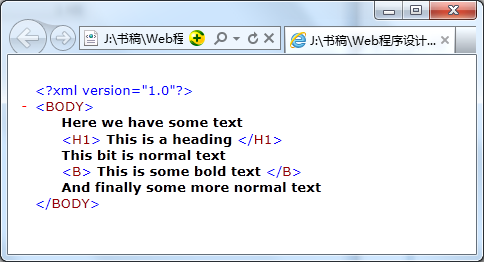 J:\书稿\Web程
J:\书稿\Web程序设计...
<?xml version="1.0"?>
- <BODY>
Here we have some text
<H1> This is a heading </H1>
This bit is normal text
<B> This is some bold text </B>
And finally some more normal text
</BODY>